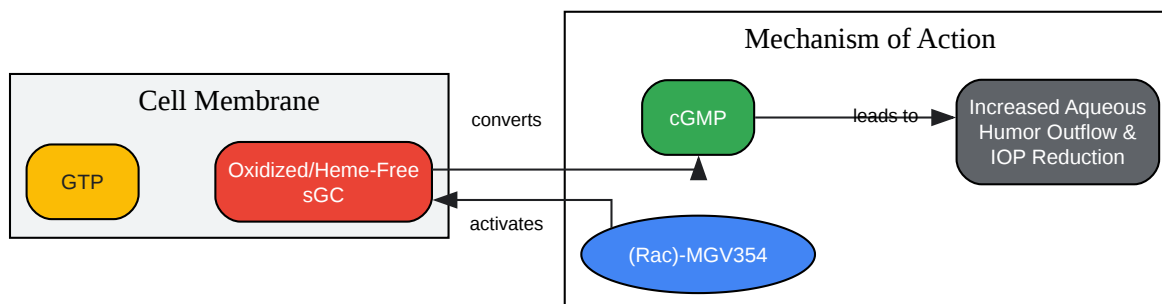 Cell Membrane
GTP
Oxidized/Heme-Free
sGC
converts
activates
Mechanism of Action
cGMP
leads to
Increased Aqueous
Humor Outflow &
IOP Reduction
(Rac)-MGV354